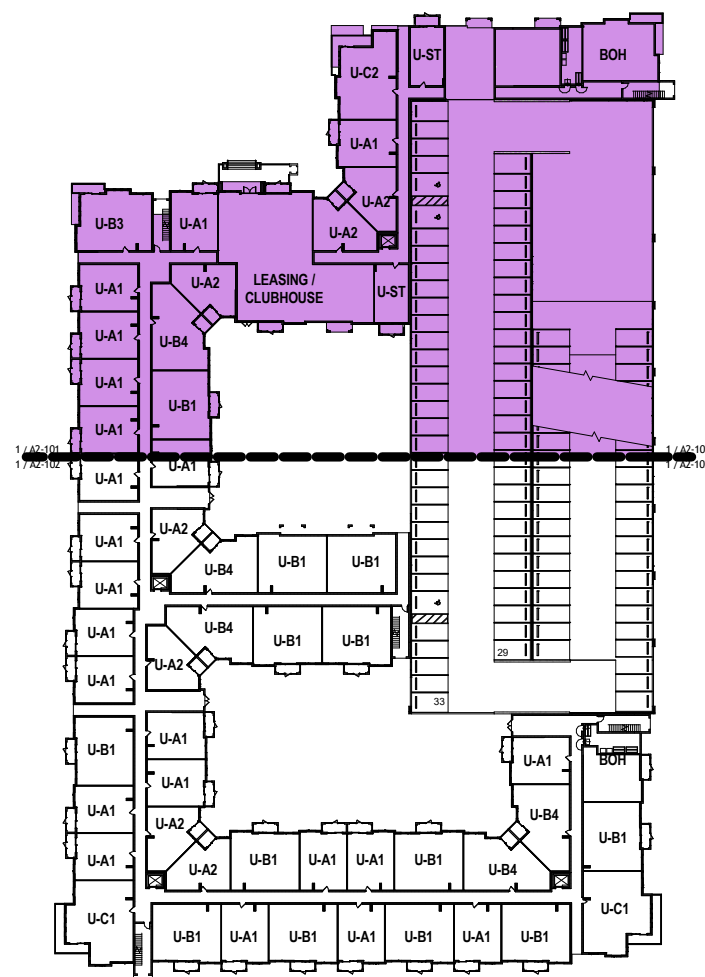 U-ST
BOH
U-C2
U-A1
U-A2
U-B3
U-A1
U-A2
U-A2
U-A1
LEASING /
CLUBHOUSE
U-ST
U-A1
U-B4
U-A1
U-B1
U-A1
1 / A2-101
1 / A2-10
1 / A2-102
1 / A2-10
U-A1
U-A1
U-A2
U-A1
U-B1
U-B1
U-B4
U-A1
33
29
U-A1
U-B4
U-B1
U-B1
U-A2
U-A1
U-A1
U-B1
U-A1
BOH
U-A1
U-A1
U-B4
U-A2
U-B1
U-A1
U-B1
U-A1
U-A1
U-B1
U-A2
U-B4
U-C1
U-C1
U-B1
U-A1
U-B1
U-A1
U-B1
U-A1
U-B1